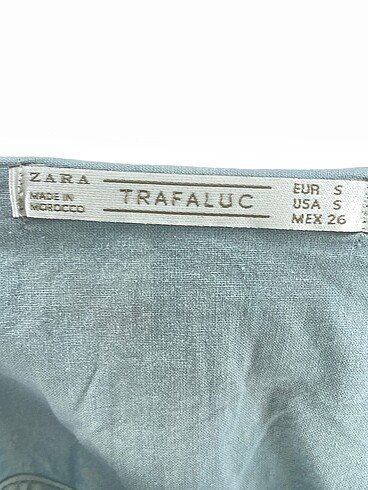 ZARA
MADE IN
MOROCCO
TRAFALUC
EUR S
USA S
MEX 26